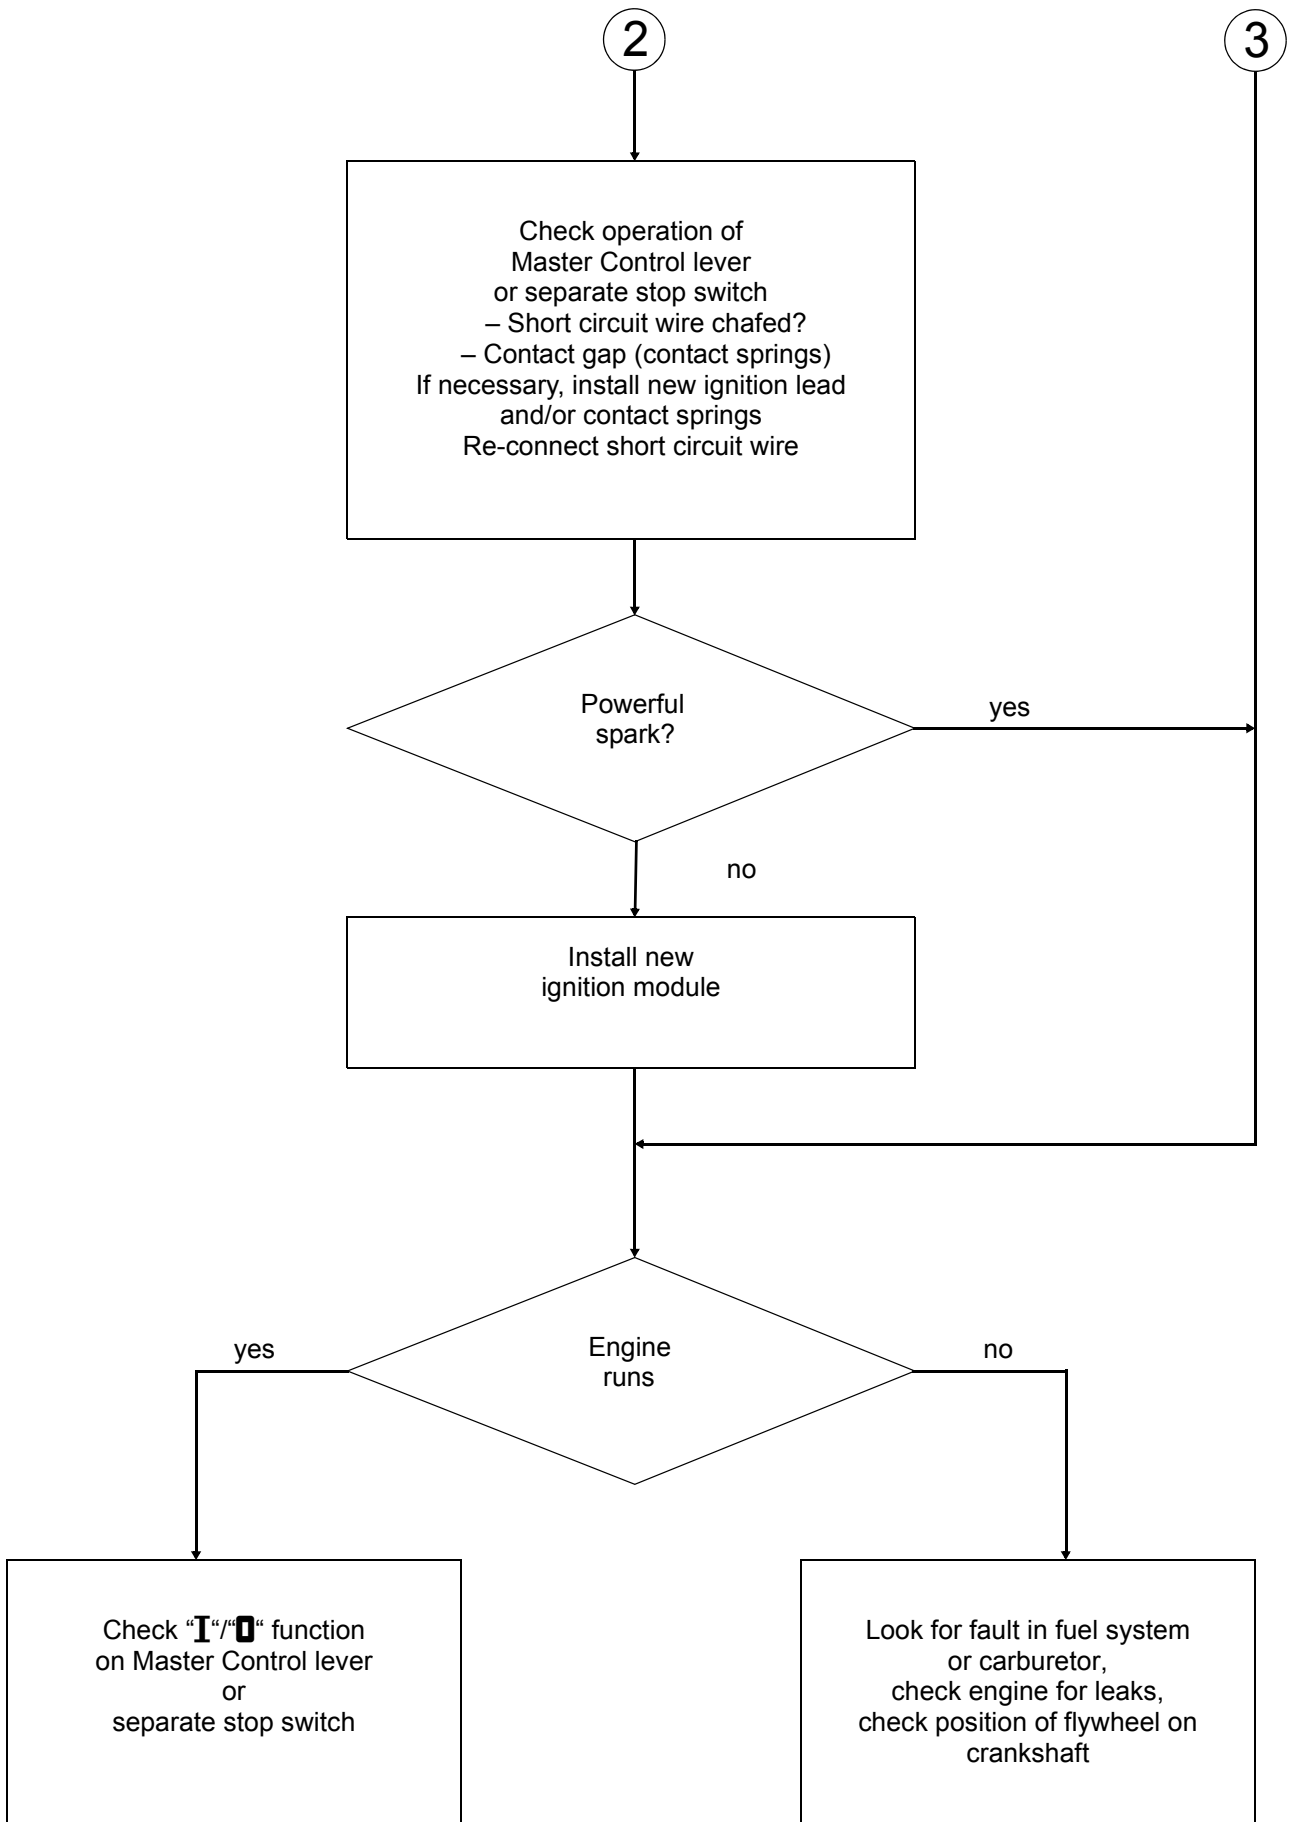 2
3
Check operation of
Master Control lever
or separate stop switch
– Short circuit wire chafed?
– Contact gap (contact springs)
If necessary, install new ignition lead
and/or contact springs
Re-connect short circuit wire
Powerful
spark?
yes
no
Install new
ignition module
Engine
runs
yes
no
Check “I“/“0“ function
on Master Control lever
or
separate stop switch
Look for fault in fuel system
or carburetor,
check engine for leaks,
check position of flywheel on
crankshaft